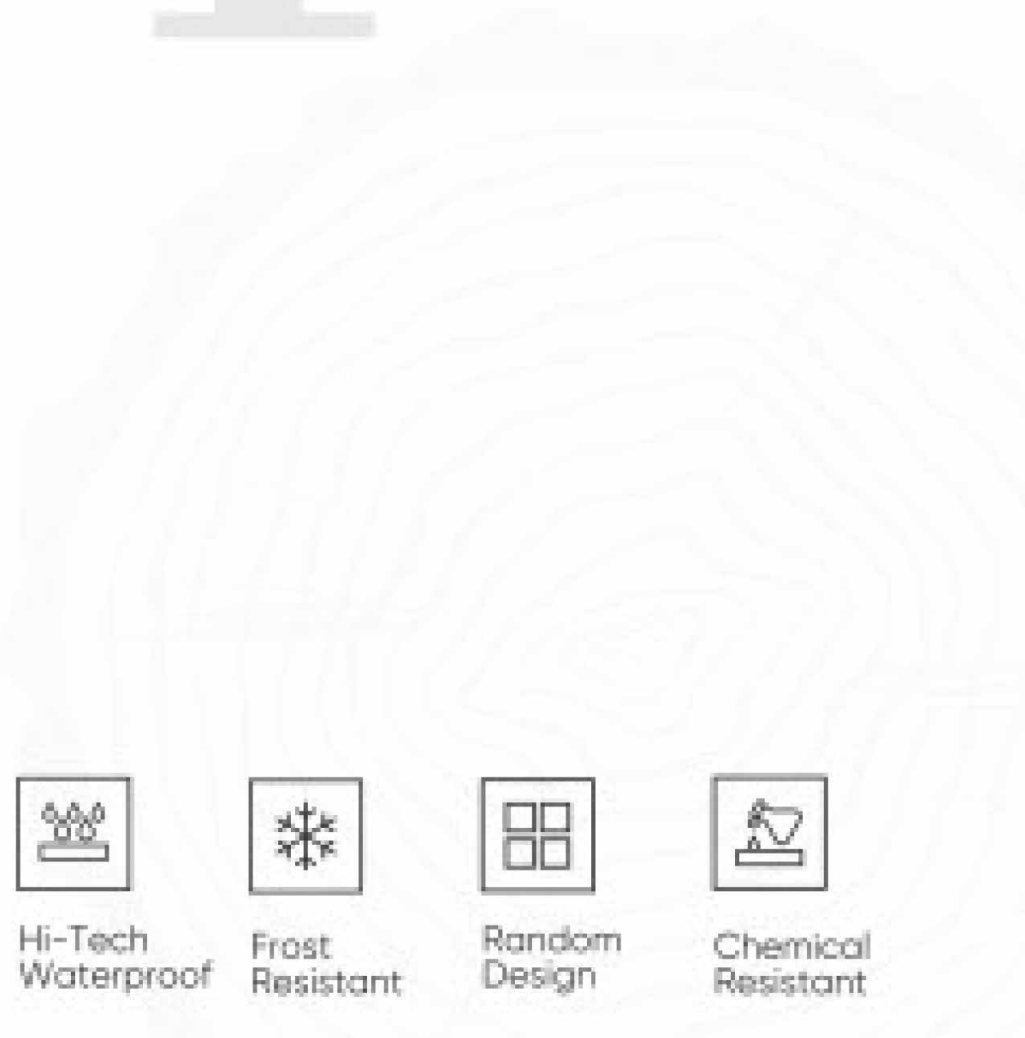 Hi-Tech
Waterproof
Frost
Resistant
Random
Design
Chemical
Resistant